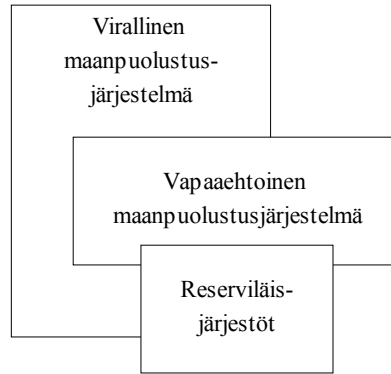 Virallinen
maanpuolustus-
järjestelmä
Vapaaehtoinen
maanpuolustusjärjestelmä
Reserviläis-
järjestöt